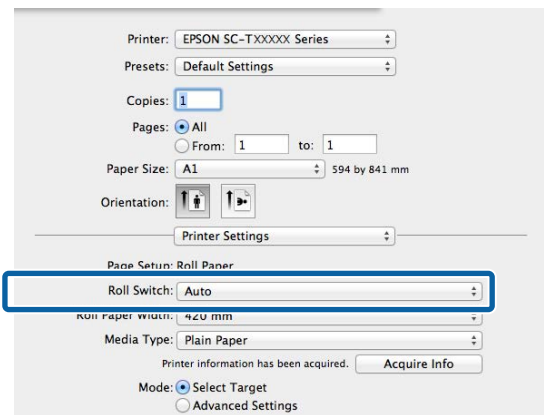 Printer: EPSON SC-TXXXXX Series
Presets: Default Settings
Copies: 1
Pages: All
From: 1 to: 1
Paper Size: A1 594 by 841 mm
Orientation:
Printer Settings
Page Setup: Roll Paper
Roll Switch: Auto
Roll Paper Width: 420 mm
Media Type: Plain Paper
Printer information has been acquired. Acquire Info
Mode: Select Target
Advanced Settings